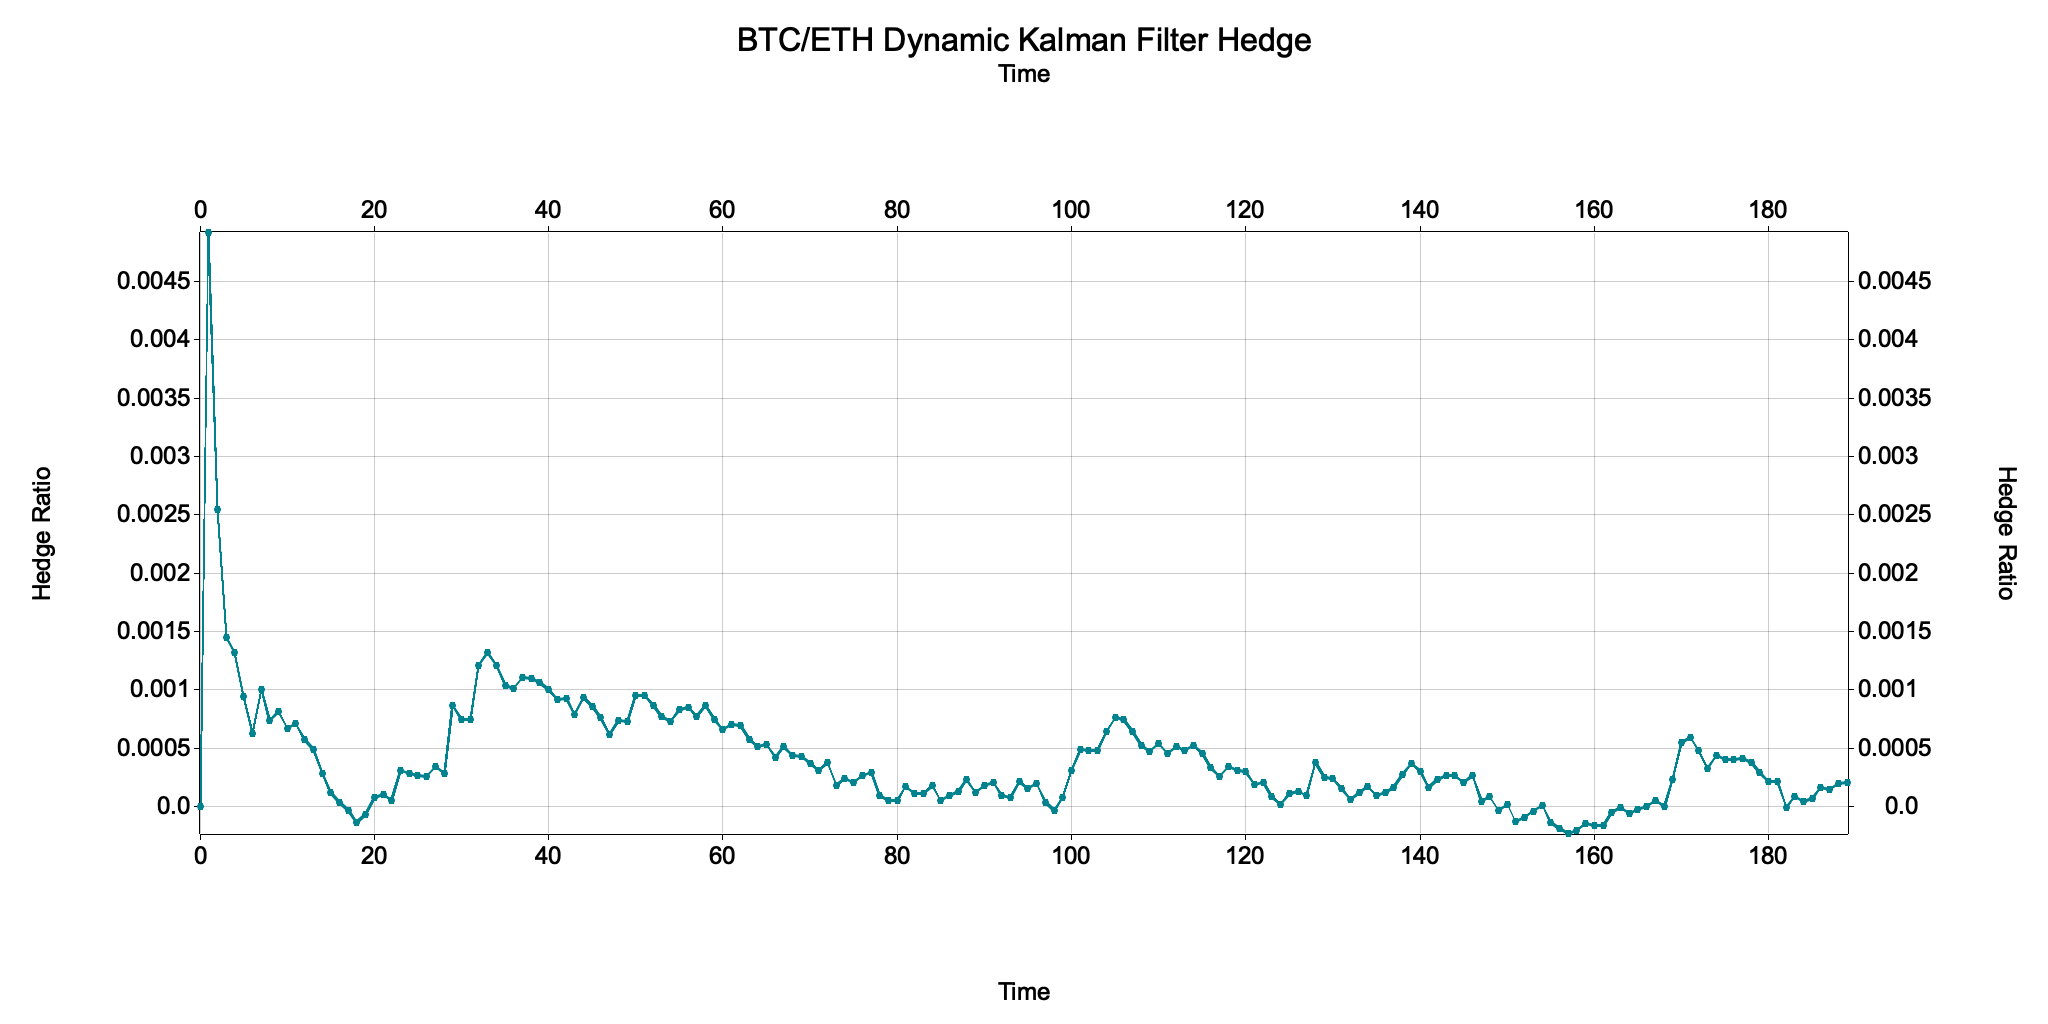 BTC/ETH Dynamic Kalman Filter Hedge
Time
0 20 40 60 80 100 120 140 160 180
0.0045 0.0045
0.004 0.004
0.0035 0.0035
0.003 0.003
0.0025 0.0025
0.002 0.002
0.0015 0.0015
0.001 0.001
0.0005 0.0005
0.0 0.0
Hedge Ratio
Hedge Ratio
0 20 40 60 80 100 120 140 160 180
Time